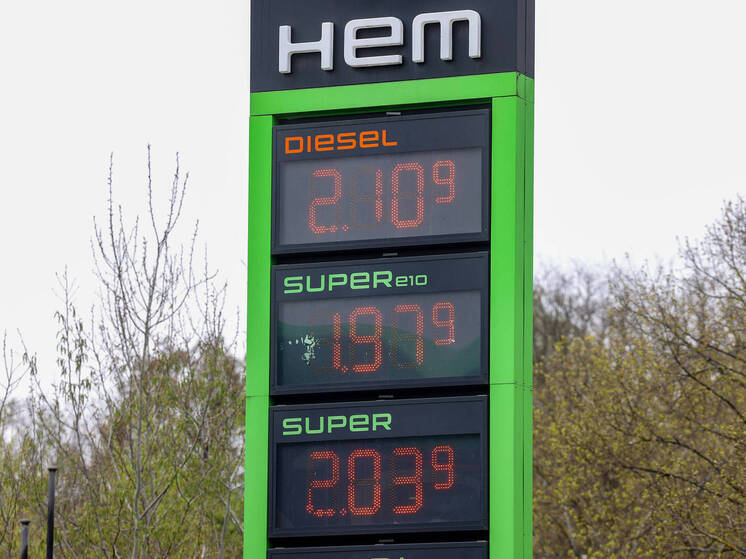 Hem
DIESEL
2.10⁹
SUPER E10
1.97⁹
SUPER
2.03⁹